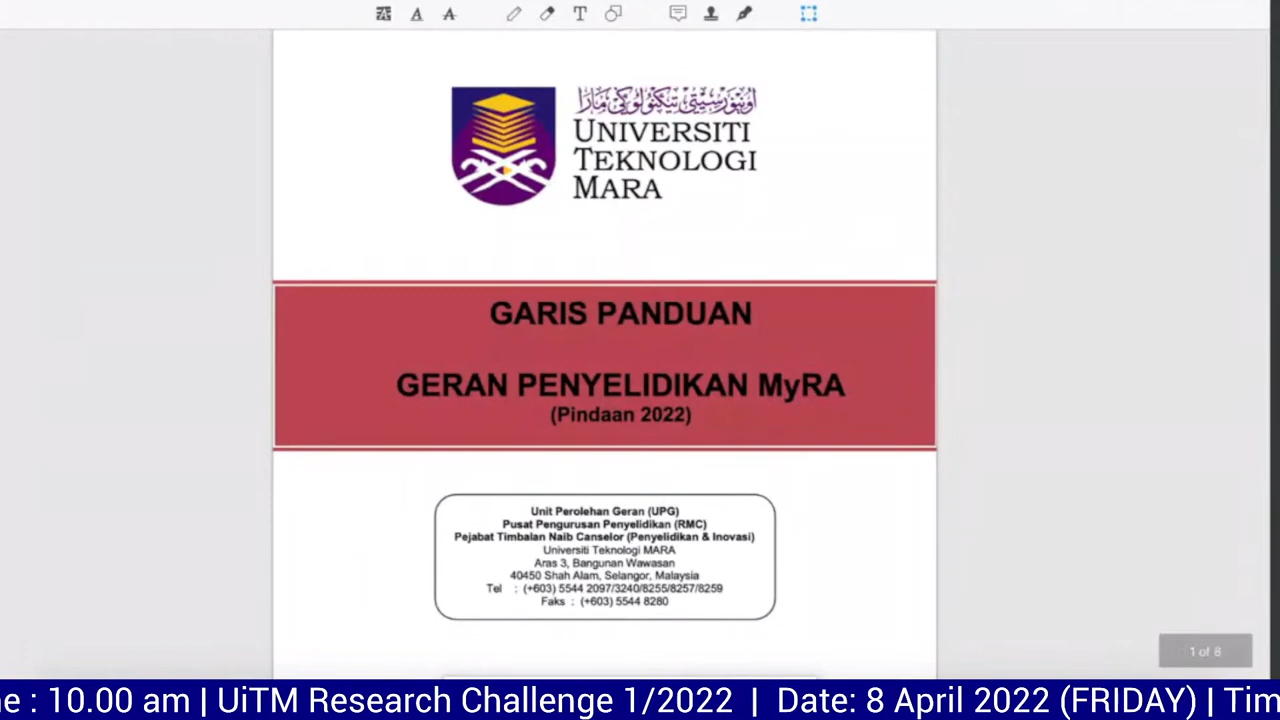 اونيۏرسيتي تيكنولوڬي مارا
UNIVERSITI
TEKNOLOGI
MARA
GARIS PANDUAN
GERAN PENYELIDIKAN MyRA
(Pindaan 2022)
Unit Perolehan Geran (UPG)
Pusat Pengurusan Penyelidikan (RMC)
Pejabat Timbalan Naib Canselor (Penyelidikan & Inovasi)
Universiti Teknologi MARA
Aras 3, Bangunan Wawasan
40450 Shah Alam, Selangor, Malaysia
Tel : (+603) 5544 2097/3240/8255/8257/8259
Faks : (+603) 5544 8280
1 of 8
e : 10.00 am | UiTM Research Challenge 1/2022 | Date: 8 April 2022 (FRIDAY) | Tim